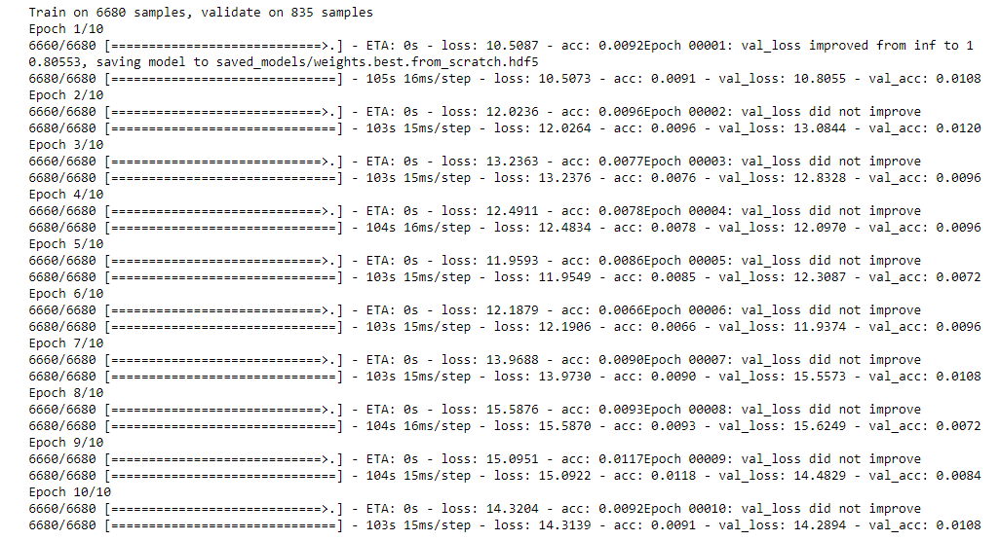 Train on 6680 samples, validate on 835 samples
Epoch 1/10
6660/6680 [============================>.] - ETA: 0s - loss: 10.5087 - acc: 0.0092Epoch 00001: val_loss improved from inf to 1
0.80553, saving model to saved_models/weights.best.from_scratch.hdf5
6680/6680 [==============================] - 105s 16ms/step - loss: 10.5073 - acc: 0.0091 - val_loss: 10.8055 - val_acc: 0.0108
Epoch 2/10
6660/6680 [============================>.] - ETA: 0s - loss: 12.0236 - acc: 0.0096Epoch 00002: val_loss did not improve
6680/6680 [==============================] - 103s 15ms/step - loss: 12.0264 - acc: 0.0096 - val_loss: 13.0844 - val_acc: 0.0120
Epoch 3/10
6660/6680 [============================>.] - ETA: 0s - loss: 13.2363 - acc: 0.0077Epoch 00003: val_loss did not improve
6680/6680 [==============================] - 103s 15ms/step - loss: 13.2376 - acc: 0.0076 - val_loss: 12.8328 - val_acc: 0.0096
Epoch 4/10
6660/6680 [============================>.] - ETA: 0s - loss: 12.4911 - acc: 0.0078Epoch 00004: val_loss did not improve
6680/6680 [==============================] - 104s 16ms/step - loss: 12.4834 - acc: 0.0078 - val_loss: 12.0970 - val_acc: 0.0096
Epoch 5/10
6660/6680 [============================>.] - ETA: 0s - loss: 11.9593 - acc: 0.0086Epoch 00005: val_loss did not improve
6680/6680 [==============================] - 103s 15ms/step - loss: 11.9549 - acc: 0.0085 - val_loss: 12.3087 - val_acc: 0.0072
Epoch 6/10
6660/6680 [============================>.] - ETA: 0s - loss: 12.1879 - acc: 0.0066Epoch 00006: val_loss did not improve
6680/6680 [==============================] - 103s 15ms/step - loss: 12.1906 - acc: 0.0066 - val_loss: 11.9374 - val_acc: 0.0096
Epoch 7/10
6660/6680 [============================>.] - ETA: 0s - loss: 13.9688 - acc: 0.0090Epoch 00007: val_loss did not improve
6680/6680 [==============================] - 103s 15ms/step - loss: 13.9730 - acc: 0.0090 - val_loss: 15.5573 - val_acc: 0.0108
Epoch 8/10
6660/6680 [============================>.] - ETA: 0s - loss: 15.5876 - acc: 0.0093Epoch 00008: val_loss did not improve
6680/6680 [==============================] - 104s 16ms/step - loss: 15.5870 - acc: 0.0093 - val_loss: 15.6249 - val_acc: 0.0072
Epoch 9/10
6660/6680 [============================>.] - ETA: 0s - loss: 15.0951 - acc: 0.0117Epoch 00009: val_loss did not improve
6680/6680 [==============================] - 104s 15ms/step - loss: 15.0922 - acc: 0.0118 - val_loss: 14.4829 - val_acc: 0.0084
Epoch 10/10
6660/6680 [============================>.] - ETA: 0s - loss: 14.3204 - acc: 0.0092Epoch 00010: val_loss did not improve
6680/6680 [==============================] - 103s 15ms/step - loss: 14.3139 - acc: 0.0091 - val_loss: 14.2894 - val_acc: 0.0108